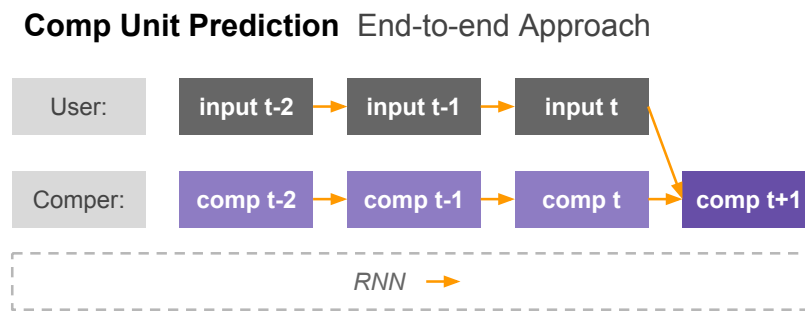 Comp Unit Prediction End-to-end Approach
User: input t-2 input t-1 input t
Comper: comp t-2 comp t-1 comp t comp t+1
RNN